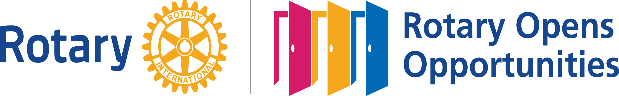 Rotary
ROTARY
INTERNATIONAL
Rotary Opens
Opportunities